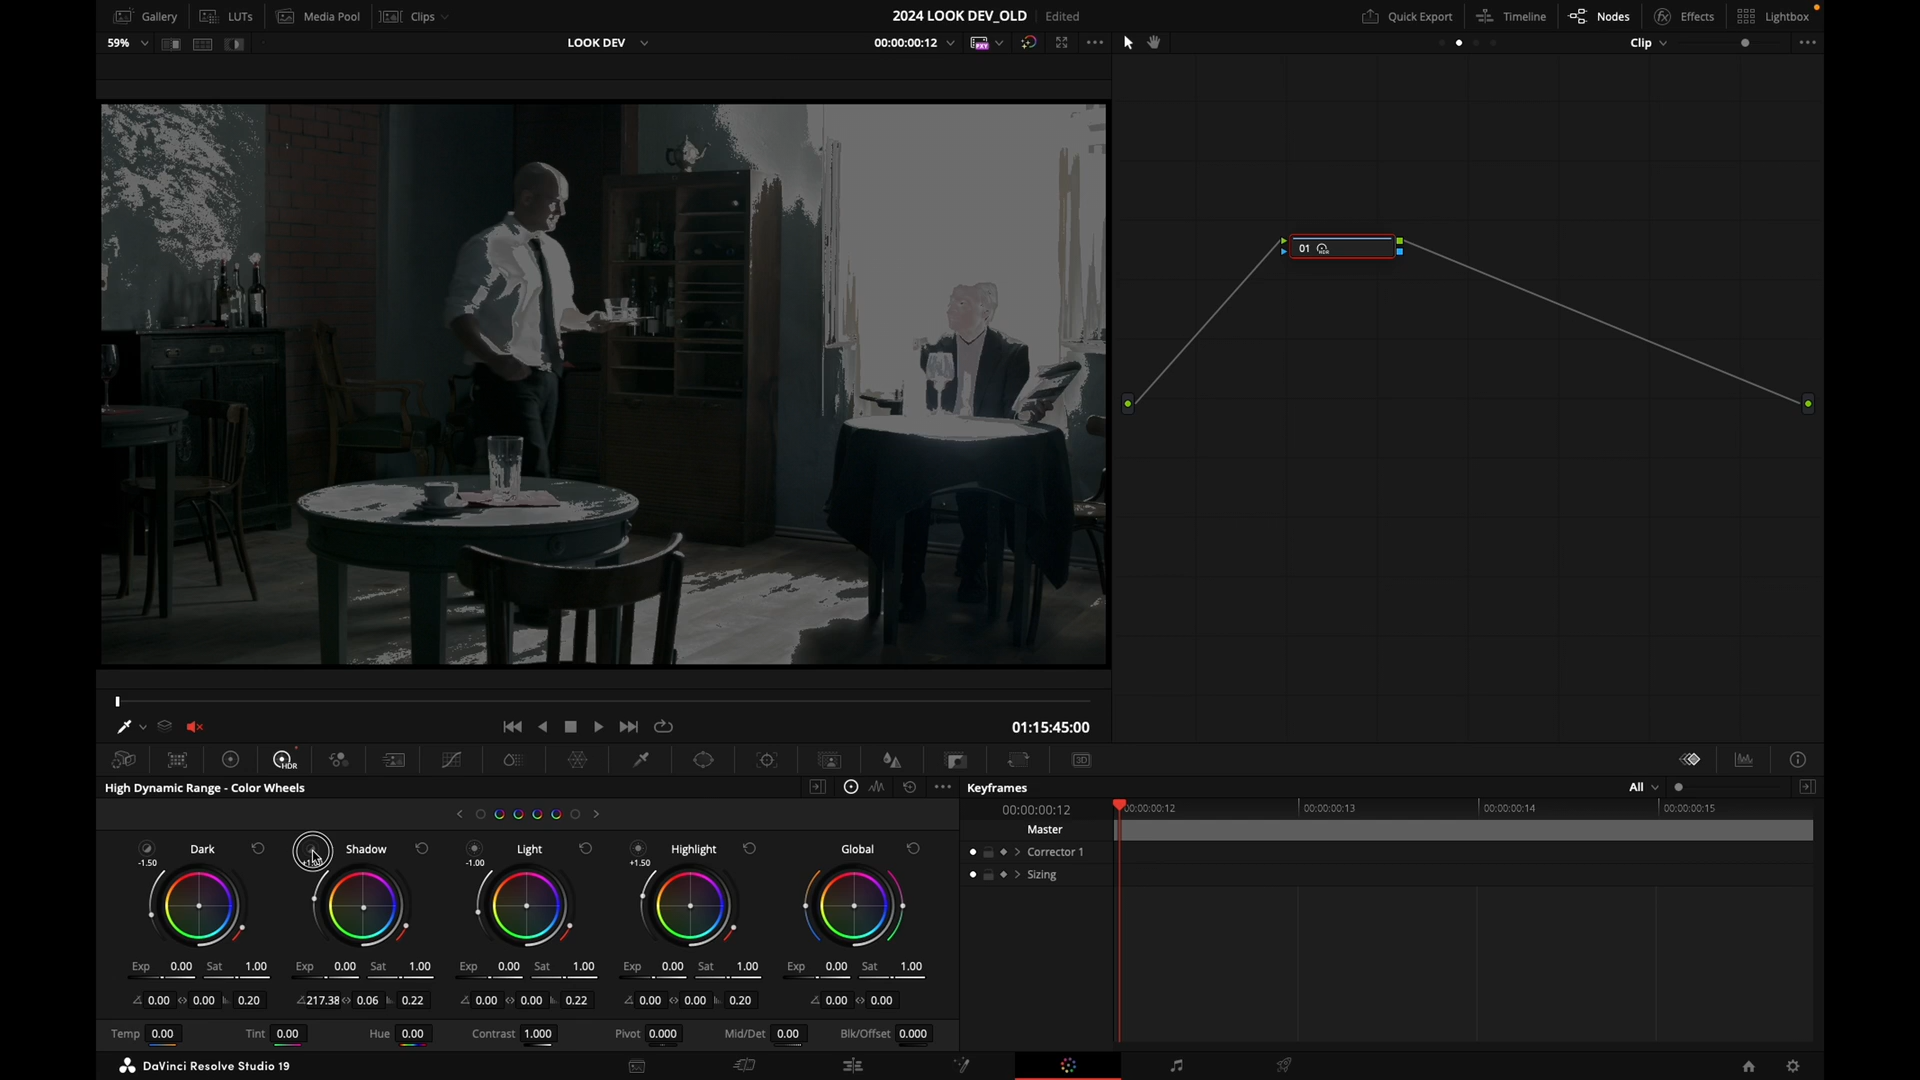 Gallery LUTs Media Pool Clips 2024 LOOK DEV_OLD Edited Quick Export Timeline Nodes Effects Lightbox
59% LOOK DEV 00:00:00:12 Clip
01 HDR
01:15:45:00
HDR 3D
High Dynamic Range - Color Wheels Keyframes All
00:00:00:12 00:00:00:12 00:00:00:13 00:00:00:14 00:00:00:15
Master
Dark Shadow Light Highlight Global Corrector 1
-1.50 -1.00 +1.50
Sizing
Exp 0.00 Sat 1.00 Exp 0.00 Sat 1.00 Exp 0.00 Sat 1.00 Exp 0.00 Sat 1.00 Exp 0.00 Sat 1.00
0.00 0.00 0.20 217.38 0.06 0.22 0.00 0.00 0.22 0.00 0.00 0.20 0.00 0.00
Temp 0.00 Tint 0.00 Hue 0.00 Contrast 1.000 Pivot 0.000 Mid/Det 0.00 Blk/Offset 0.000
DaVinci Resolve Studio 19